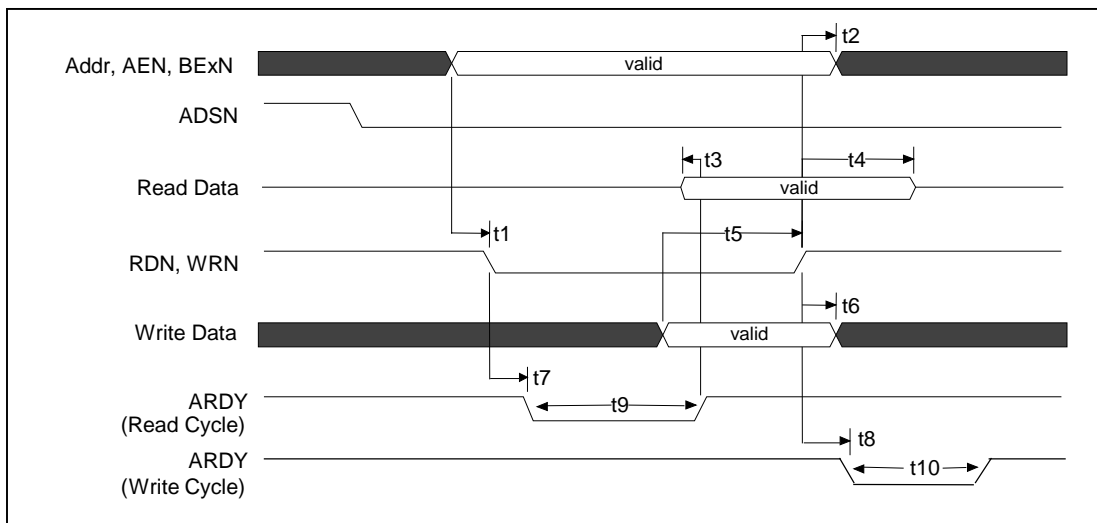 t2
Addr, AEN, BExN
valid
ADSN
t3
t4
Read Data
valid
t1
t5
RDN, WRN
t6
Write Data
valid
t7
ARDY
(Read Cycle)
t9
t8
ARDY
(Write Cycle)
t10